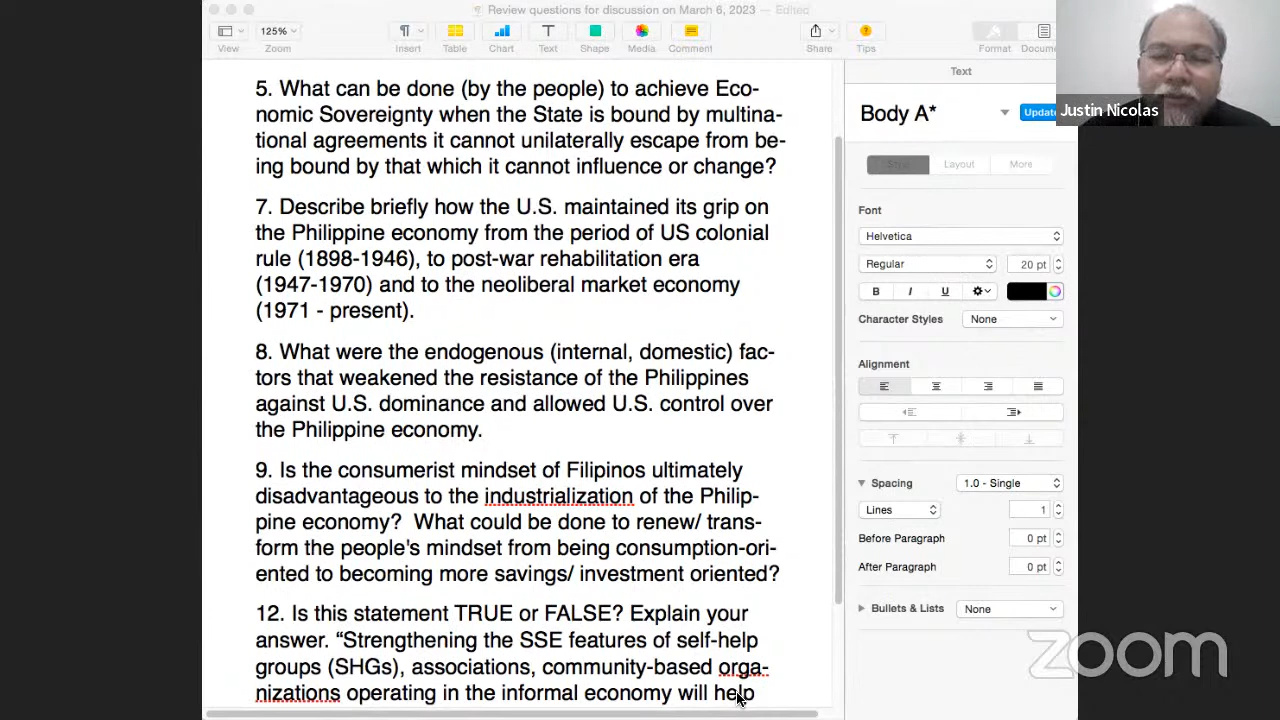 Review questions for discussion on March 6, 2023 — Edited
125%
View
Zoom
Insert
Table
Chart
Text
Shape
Media
Comment
Share
Tips
Format
Docume
5. What can be done (by the people) to achieve Eco-
nomic Sovereignty when the State is bound by multina-
tional agreements it cannot unilaterally escape from be-
ing bound by that which it cannot influence or change?
7. Describe briefly how the U.S. maintained its grip on
the Philippine economy from the period of US colonial
rule (1898-1946), to post-war rehabilitation era
(1947-1970) and to the neoliberal market economy
(1971 - present).
8. What were the endogenous (internal, domestic) fac-
tors that weakened the resistance of the Philippines
against U.S. dominance and allowed U.S. control over
the Philippine economy.
9. Is the consumerist mindset of Filipinos ultimately
disadvantageous to the industrialization of the Philip-
pine economy?  What could be done to renew/ trans-
form the people's mindset from being consumption-ori-
ented to becoming more savings/ investment oriented?
12. Is this statement TRUE or FALSE? Explain your
answer. “Strengthening the SSE features of self-help
groups (SHGs), associations, community-based orga-
nizations operating in the informal economy will help
Text
Body A*
Update
Style
Layout
More
Font
Helvetica
Regular
20 pt
B
I
U
Character Styles
None
Alignment
Spacing
1.0 - Single
Lines
1
Before Paragraph
0 pt
After Paragraph
0 pt
Bullets & Lists
None
Justin Nicolas
zoom